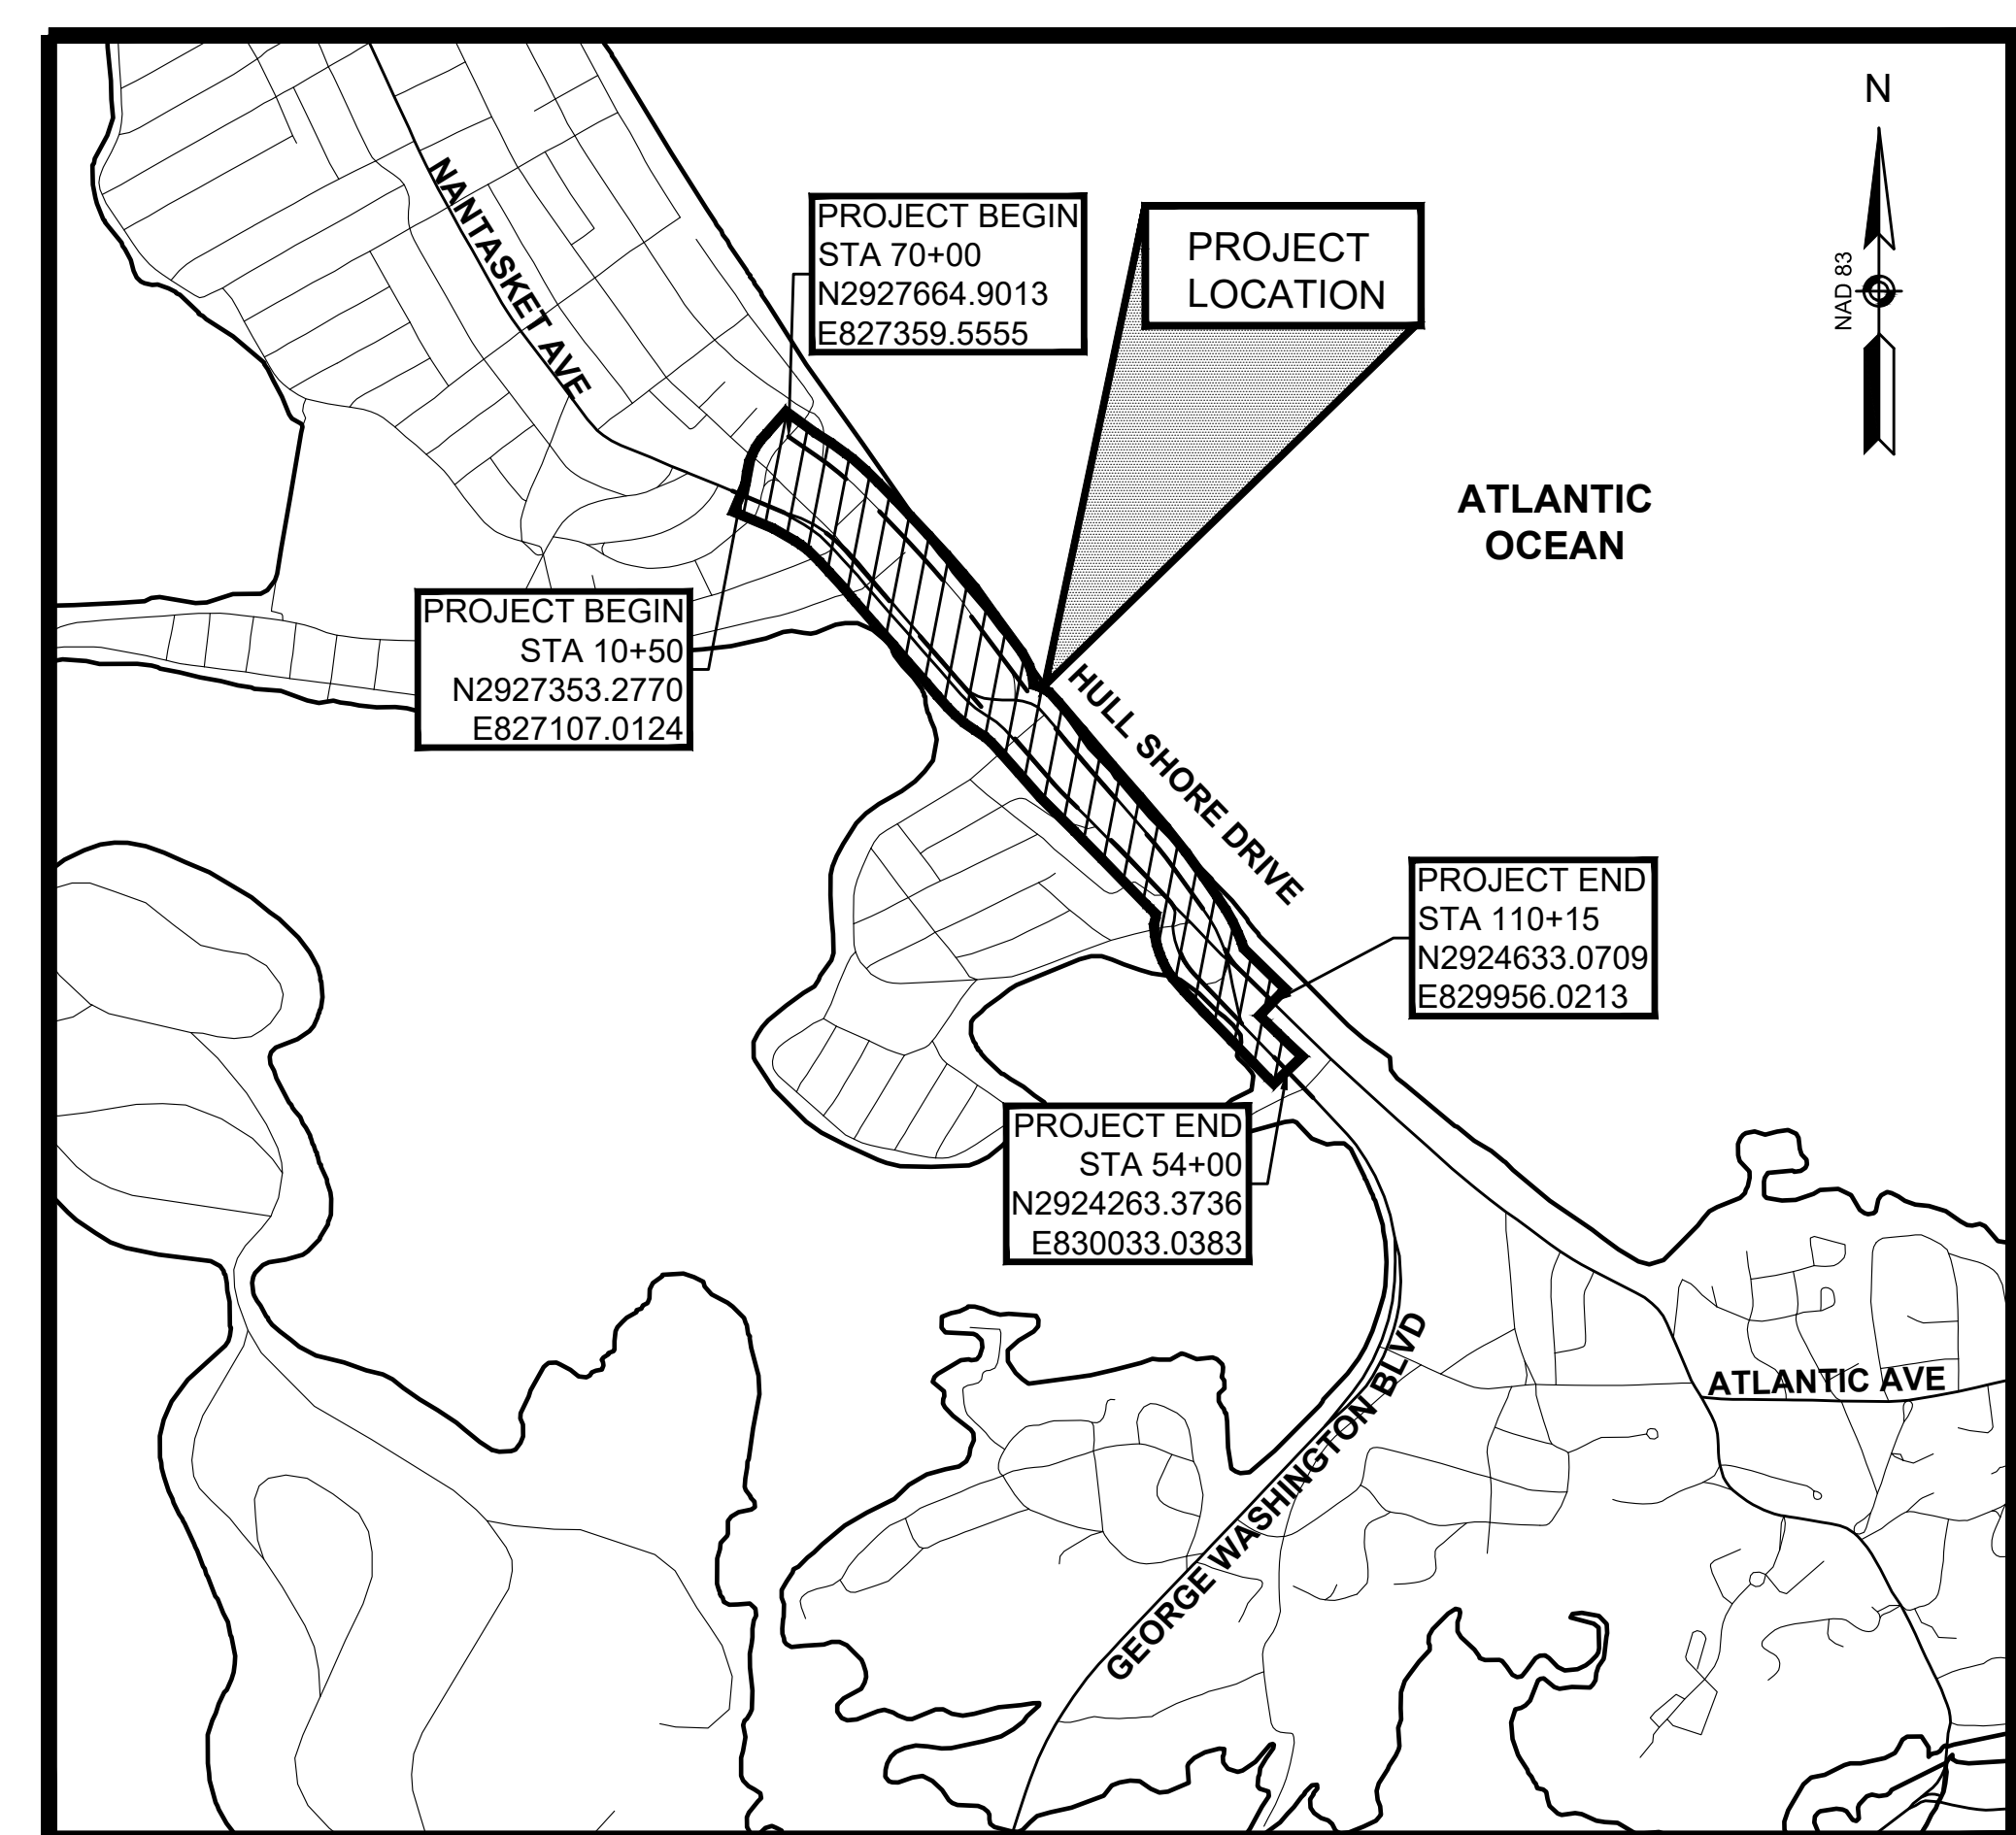 N
NAD 83
NANTASKET AVE
PROJECT BEGIN
STA 70+00
N2927664.9013
E827359.5555
PROJECT
LOCATION
ATLANTIC
OCEAN
PROJECT BEGIN
STA 10+50
N2927353.2770
E827107.0124
HULL SHORE DRIVE
PROJECT END
STA 110+15
N2924633.0709
E829956.0213
PROJECT END
STA 54+00
N2924263.3736
E830033.0383
GEORGE WASHINGTON BLVD
ATLANTIC AVE